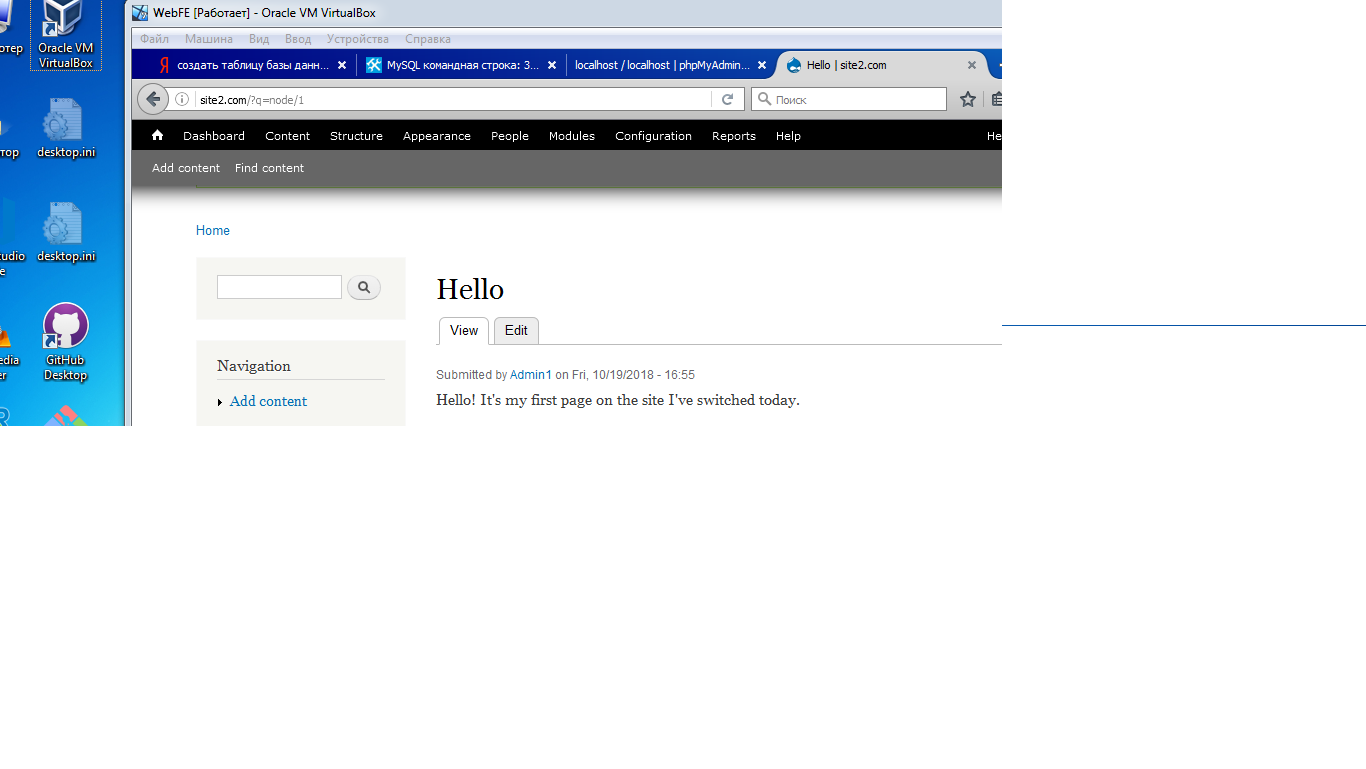 WebFE [Работает] - Oracle VM VirtualBox
Файл Машина Вид Ввод Устройства Справка
создать таблицу базы данн... MySQL командная строка: З... localhost / localhost | phpMyAdmin... Hello | site2.com
site2.com/?q=node/1 Поиск
Dashboard Content Structure Appearance People Modules Configuration Reports Help He
Add content Find content
Home
Hello
View Edit
Navigation
Submitted by Admin1 on Fri, 10/19/2018 - 16:55
Add content
Hello! It's my first page on the site I've switched today.
отер
Oracle VM
VirtualBox
тор
desktop.ini
tudio
e
desktop.ini
edia
er
GitHub
Desktop